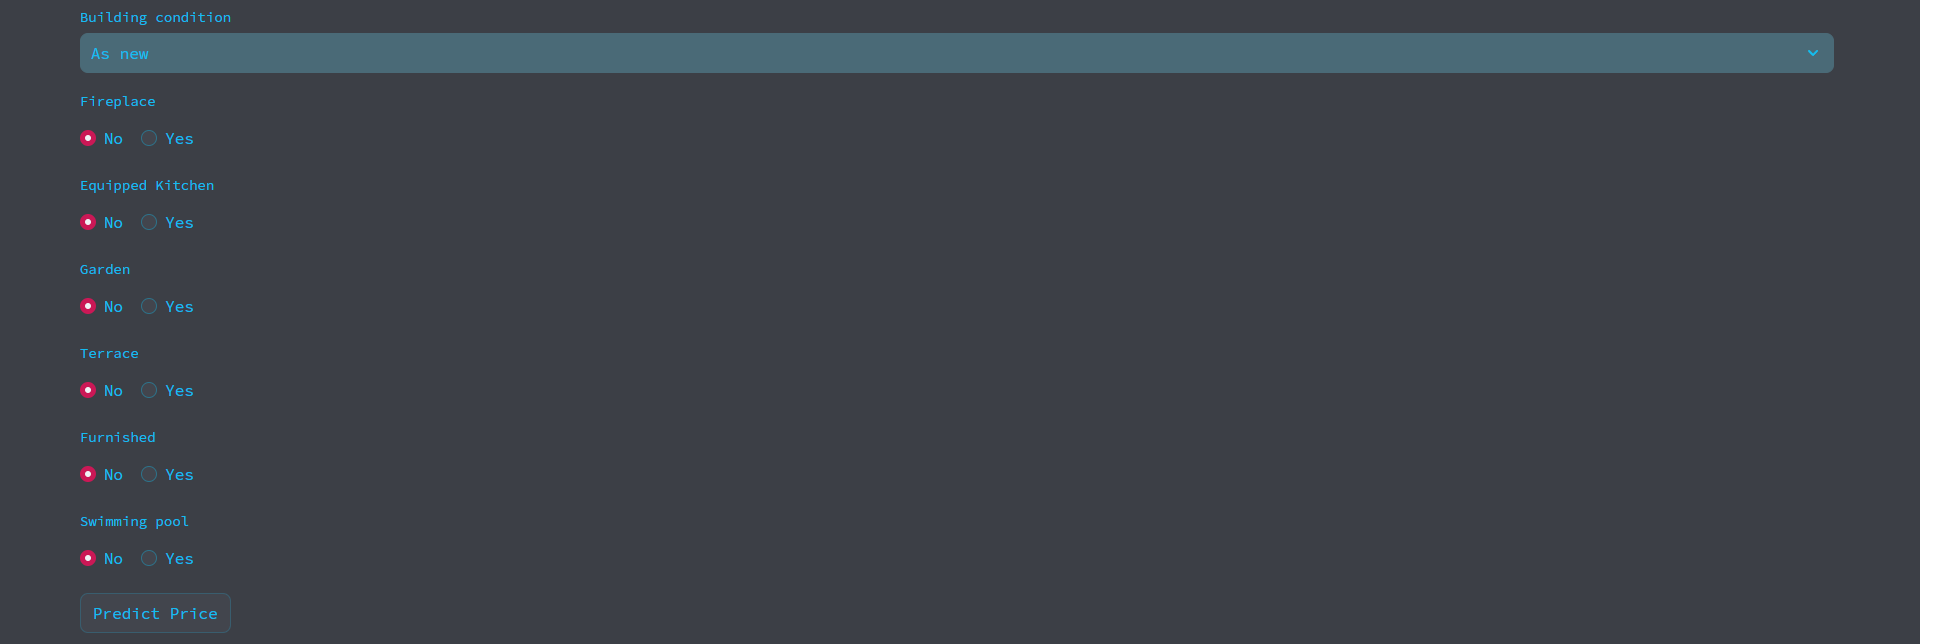 Building condition
As new
Fireplace
No Yes
Equipped Kitchen
No Yes
Garden
No Yes
Terrace
No Yes
Furnished
No Yes
Swimming pool
No Yes
Predict Price